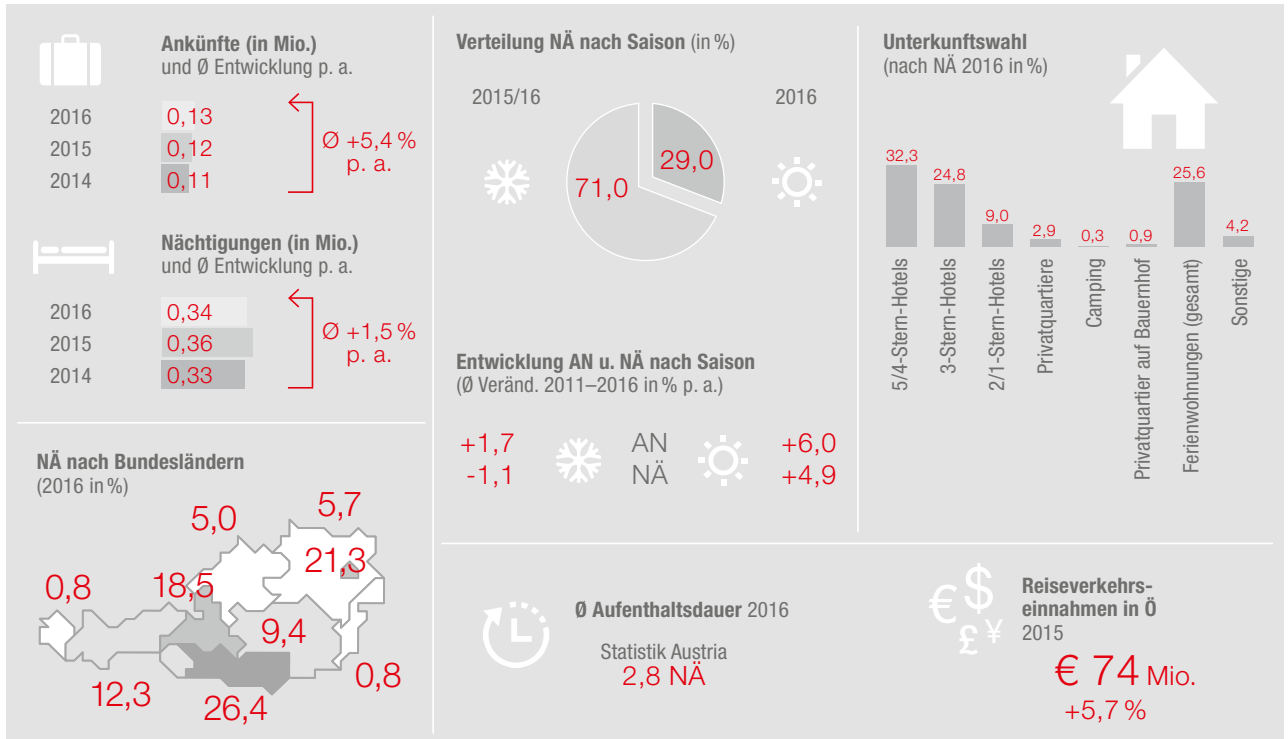 Ankünfte (in Mio.)
und Ø Entwicklung p. a.
2016 0,13
2015 0,12
2014 0,11
Ø +5,4 %
p. a.
Nächtigungen (in Mio.)
und Ø Entwicklung p. a.
2016 0,34
2015 0,36
2014 0,33
Ø +1,5 %
p. a.
NÄ nach Bundesländern
(2016 in %)
5,0
5,7
21,3
0,8
18,5
9,4
12,3
26,4
0,8
Verteilung NÄ nach Saison (in %)
2015/16
2016
71,0
29,0
Entwicklung AN u. NÄ nach Saison
(Ø Veränd. 2011–2016 in % p. a.)
+1,7 AN +6,0
-1,1 NÄ +4,9
Unterkunftswahl
(nach NÄ 2016 in %)
32,3
24,8
9,0
2,9
0,3
0,9
25,6
4,2
5/4-Stern-Hotels
3-Stern-Hotels
2/1-Stern-Hotels
Privatquartiere
Camping
Privatquartier auf Bauernhof
Ferienwohnungen (gesamt)
Sonstige
Ø Aufenthaltsdauer 2016
Statistik Austria
2,8 NÄ
€ $ £ ¥
Reiseverkehrs-
einnahmen in Ö
2015
€ 74 Mio.
+5,7 %